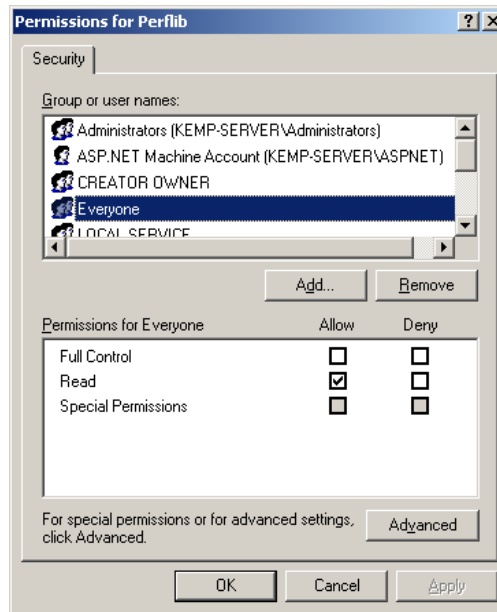 Permissions for Perflib
Security
Group or user names:
Administrators (KEMP-SERVER\Administrators)
ASP.NET Machine Account (KEMP-SERVER\ASPNET)
CREATOR OWNER
Everyone
LOCAL SERVICE
Add... Remove
Permissions for Everyone Allow Deny
Full Control
Read
Special Permissions
For special permissions or for advanced settings,
click Advanced.
Advanced
OK Cancel Apply